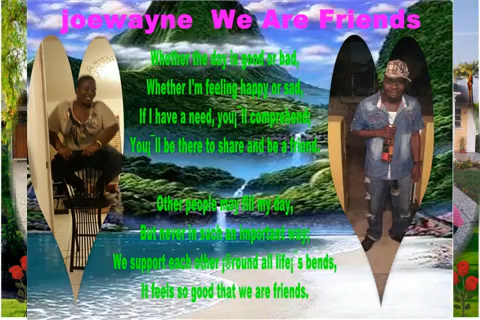 joewayne We Are Friends
Whether the day is good or bad,
Whether I'm feeling happy or sad,
If I have a need, you¡ ll comprehend
You¡ ll be there to share and be a friend.
Other people may fill my day,
But never in such an important way;
We support each other ¡®round all life¡ s bends,
It feels so good that we are friends.